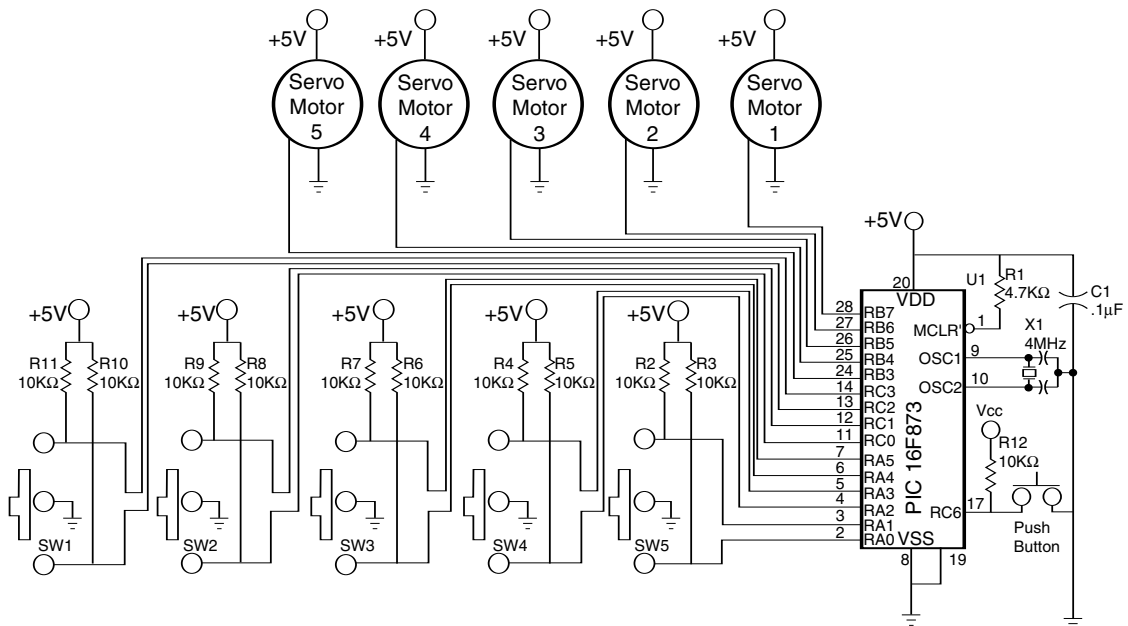 +5V +5V +5V +5V +5V
Servo Motor 5
Servo Motor 4
Servo Motor 3
Servo Motor 2
Servo Motor 1
+5V
20
VDD
U1
R1
4.7KΩ
C1
.1µF
28 RB7
27 RB6
26 RB5
25 RB4
24 RB3
14 RC3
13 RC2
12 RC1
11 RC0
7 RA5
6 RA4
5 RA3
4 RA2
3 RA1
2 RA0
PIC 16F873
MCLR' 1
X1
4MHz
OSC1 9
OSC2 10
Vcc
R12
10KΩ
RC6 17
Push
Button
VSS
8 19
+5V +5V +5V +5V +5V
R11 R10 R9 R8 R7 R6 R4 R5 R2 R3
10KΩ 10KΩ 10KΩ 10KΩ 10KΩ 10KΩ 10KΩ 10KΩ 10KΩ 10KΩ
SW1 SW2 SW3 SW4 SW5